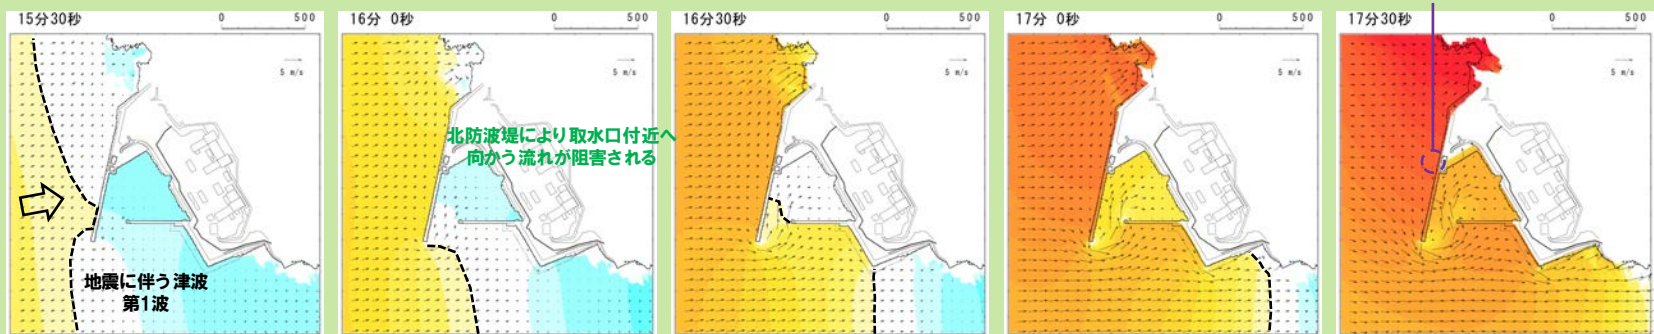 15分30秒
0 500
5 m/s
地震に伴う津波
第1波
16分 0秒
0 500
5 m/s
北防波堤により取水口付近へ
向かう流れが阻害される
16分30秒
0 500
5 m/s
17分 0秒
0 500
5 m/s
17分30秒
0 500
5 m/s